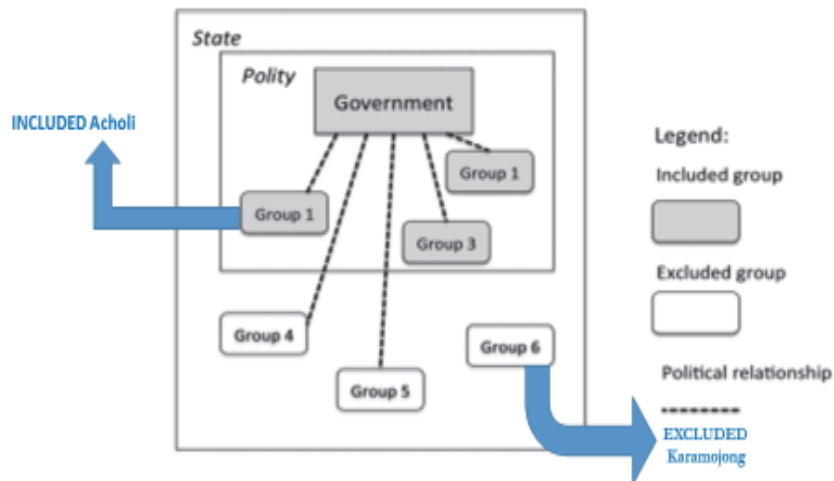 State
Polity
Government
INCLUDED Acholi
Group 1
Group 1
Group 3
Group 4
Group 5
Group 6
Legend:
Included group
Excluded group
Political relationship
EXCLUDED
Karamojong